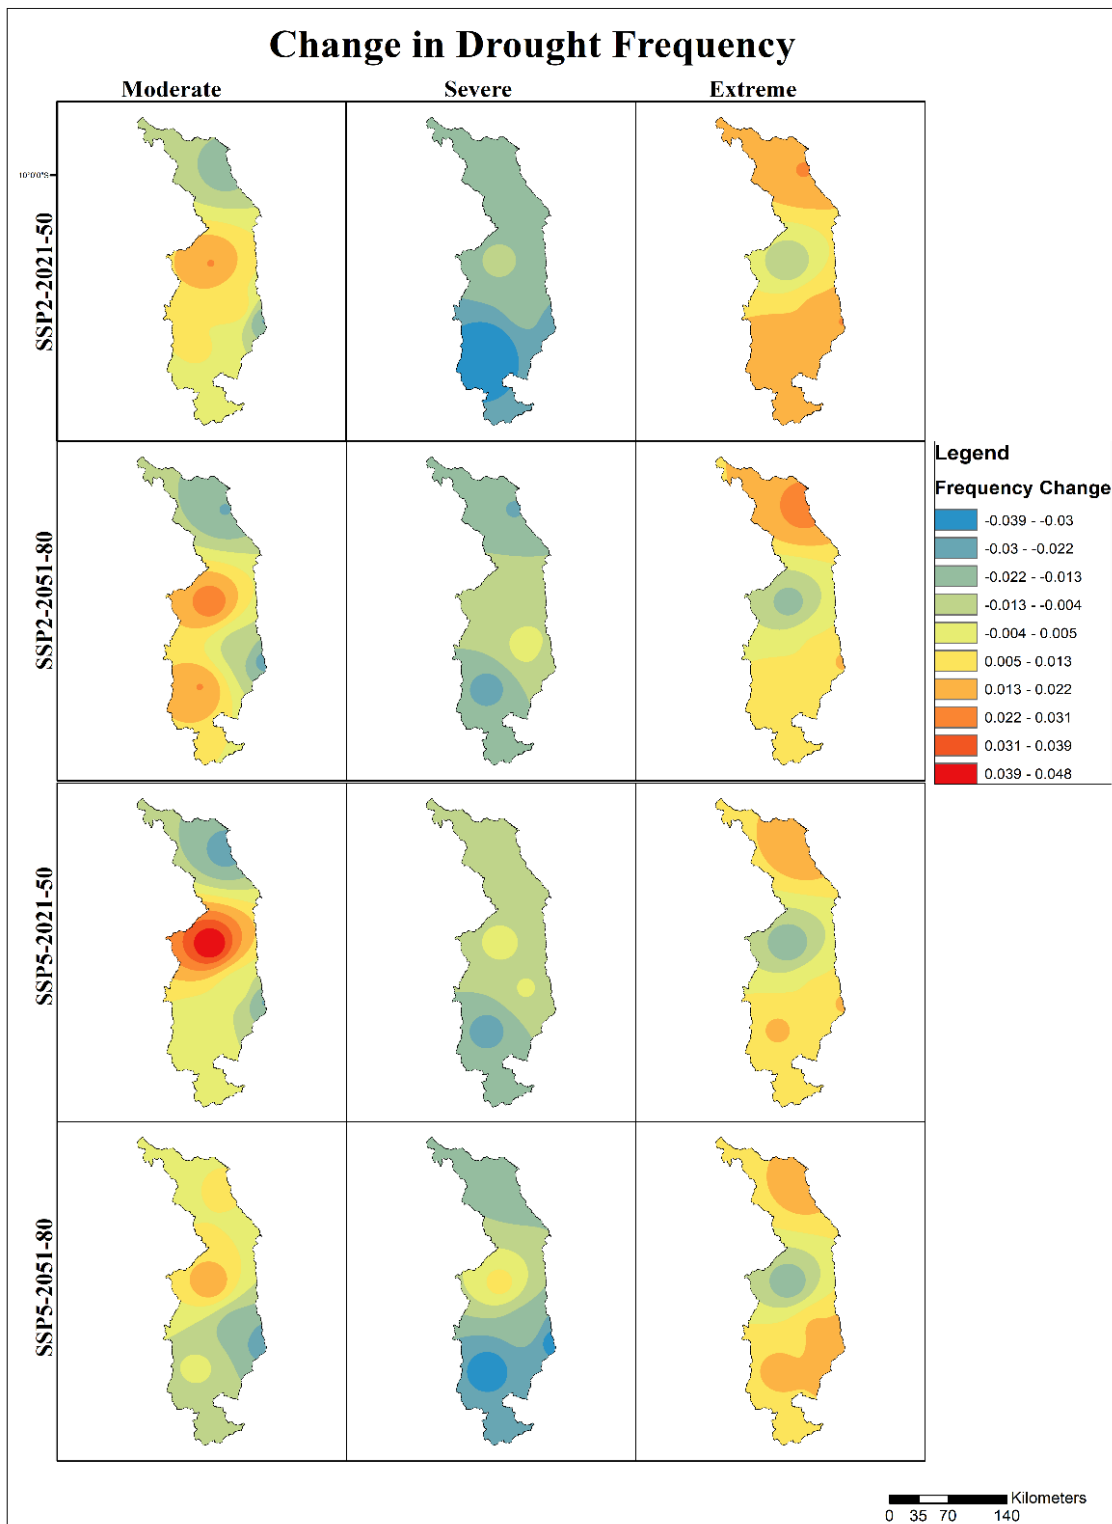 Change in Drought Frequency
Moderate Severe Extreme
10°0'0"S
SSP2-2021-50
SSP2-2051-80
SSP5-2021-50
SSP5-2051-80
Legend
Frequency Change
-0.039 - -0.03
-0.03 - -0.022
-0.022 - -0.013
-0.013 - -0.004
-0.004 - 0.005
0.005 - 0.013
0.013 - 0.022
0.022 - 0.031
0.031 - 0.039
0.039 - 0.048
Kilometers
0 35 70 140